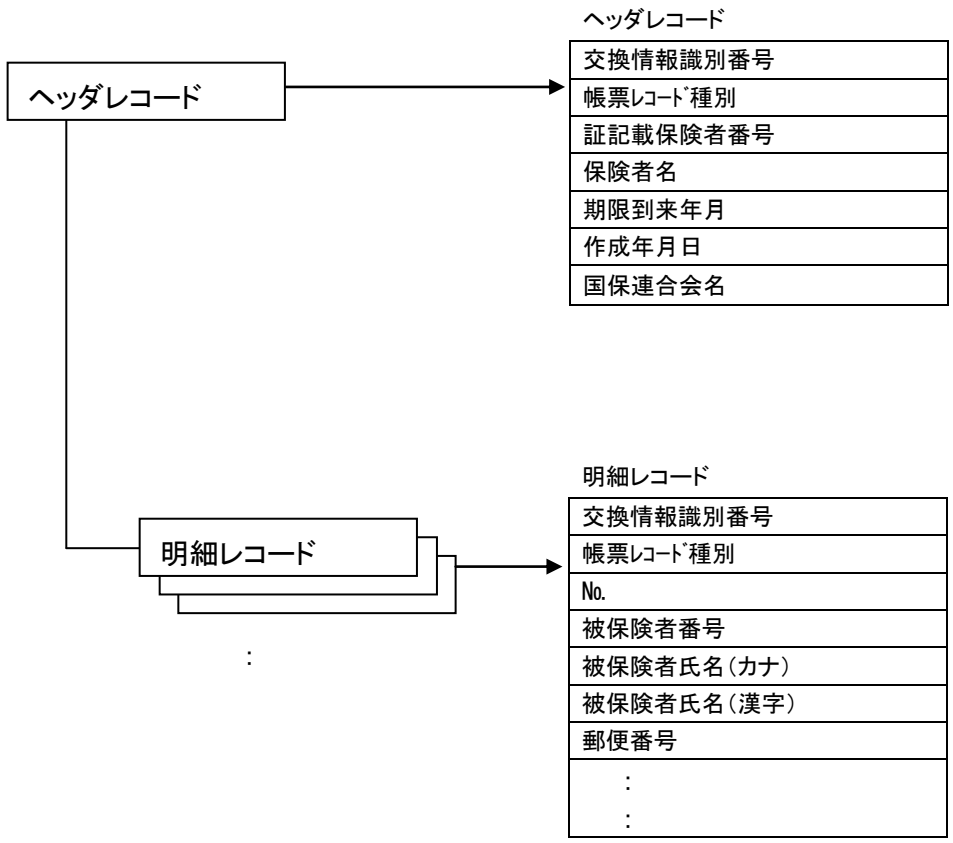 ヘッダレコード
ヘッダレコード
交換情報識別番号
帳票ﾚｺｰﾄﾞ種別
証記載保険者番号
保険者名
期限到来年月
作成年月日
国保連合会名
明細レコード
:
明細レコード
交換情報識別番号
帳票ﾚｺｰﾄﾞ種別
№
被保険者番号
被保険者氏名(カナ)
被保険者氏名(漢字)
郵便番号
:
: